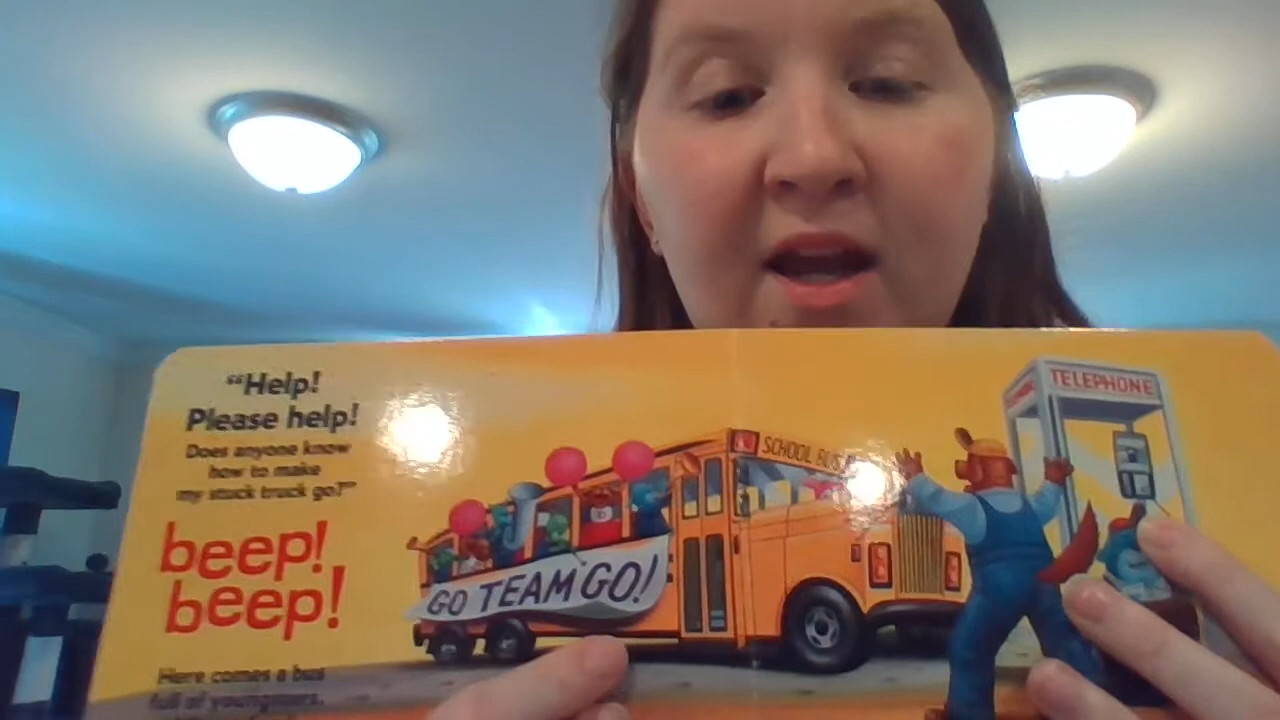 “Help!
Please help!
Does anyone know
how to make
my stuck truck go?”
beep!
beep!
Here comes a bus
full of youngsters.
GO TEAM GO!
SCHOOL BUS
TELEPHONE